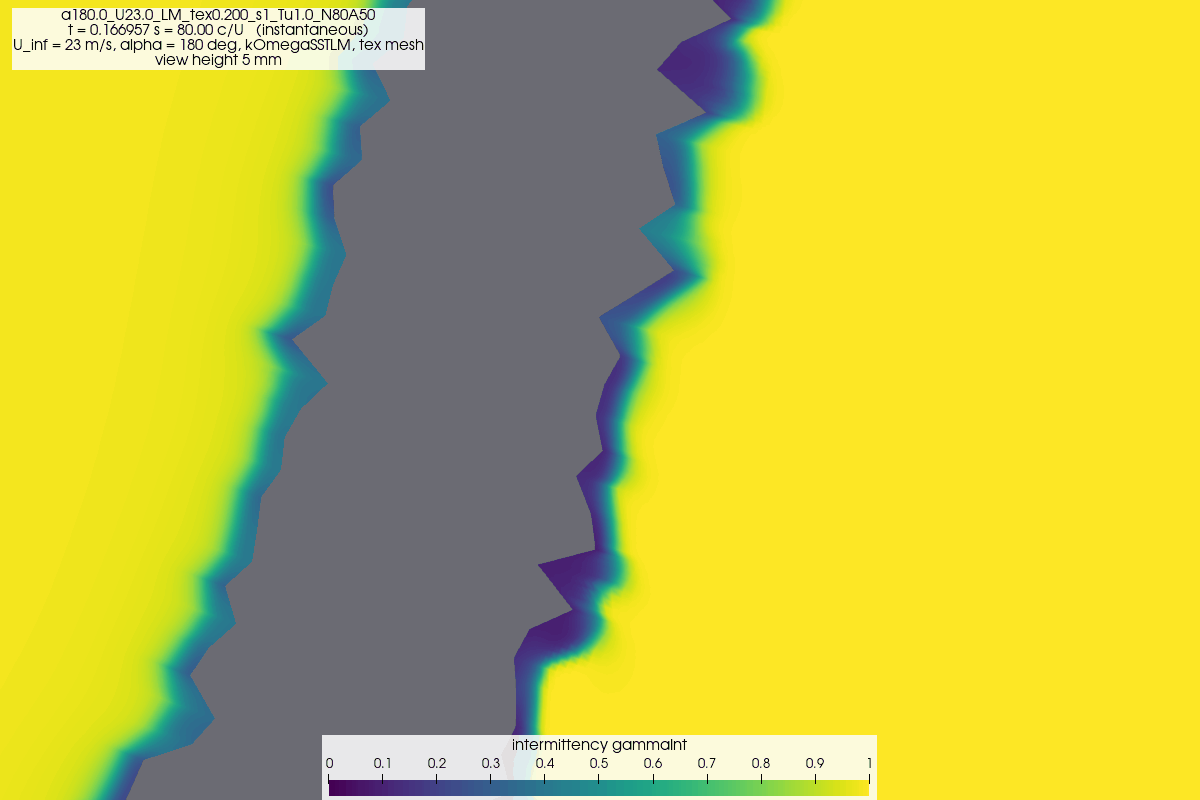 a180.0_U23.0_LM_tex0.200_s1_Tu1.0_N80A50
t = 0.166957 s = 80.00 c/U (instantaneous)
U_inf = 23 m/s, alpha = 180 deg, kOmegaSSTLM, tex mesh
view height 5 mm
intermittency gammaInt
0 0.1 0.2 0.3 0.4 0.5 0.6 0.7 0.8 0.9 1